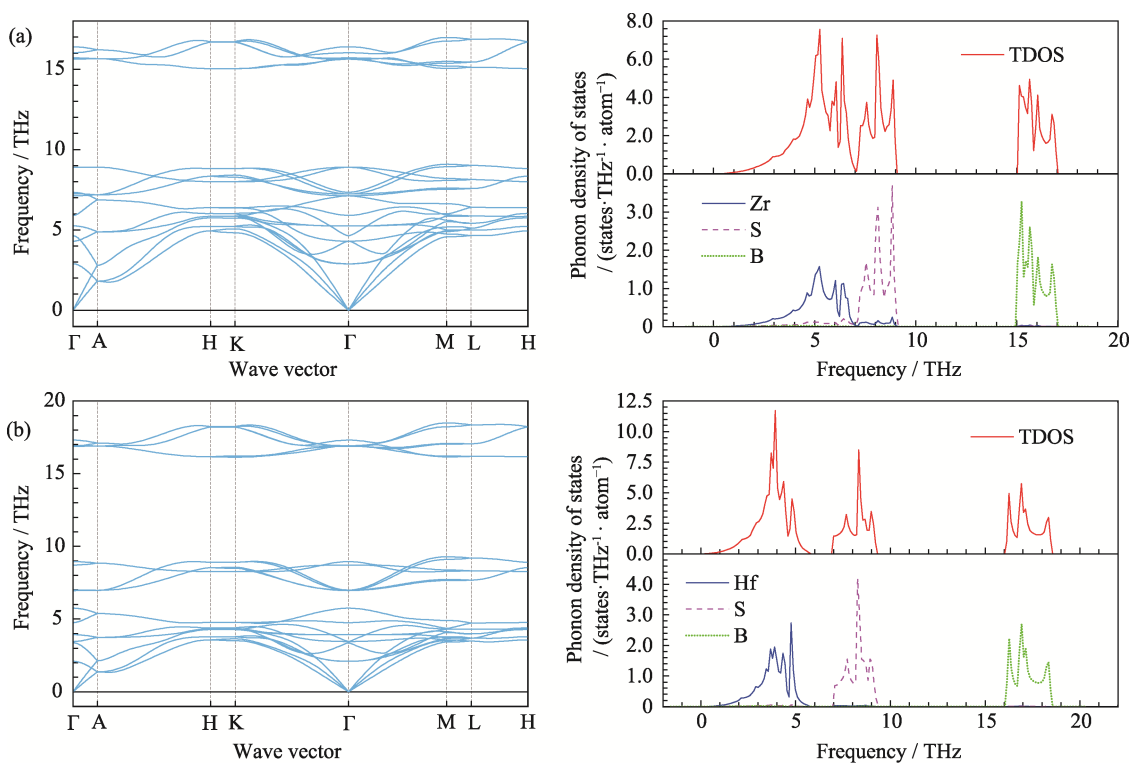 (a)
15
10
5
0
Frequency / THz
Γ A H K Γ M L H
Wave vector
8.0
6.0
4.0
2.0
0
TDOS
3.0
2.0
1.0
0
Zr
S
B
Phonon density of states
/ (states·THz⁻¹·atom⁻¹)
0 5 10 15 20
Frequency / THz
(b)
20
15
10
5
0
Frequency / THz
Γ A H K Γ M L H
Wave vector
12.5
10.0
7.5
5.0
2.5
0
TDOS
4.0
3.0
2.0
1.0
0
Hf
S
B
Phonon density of states
/ (states·THz⁻¹·atom⁻¹)
0 5 10 15 20
Frequency / THz